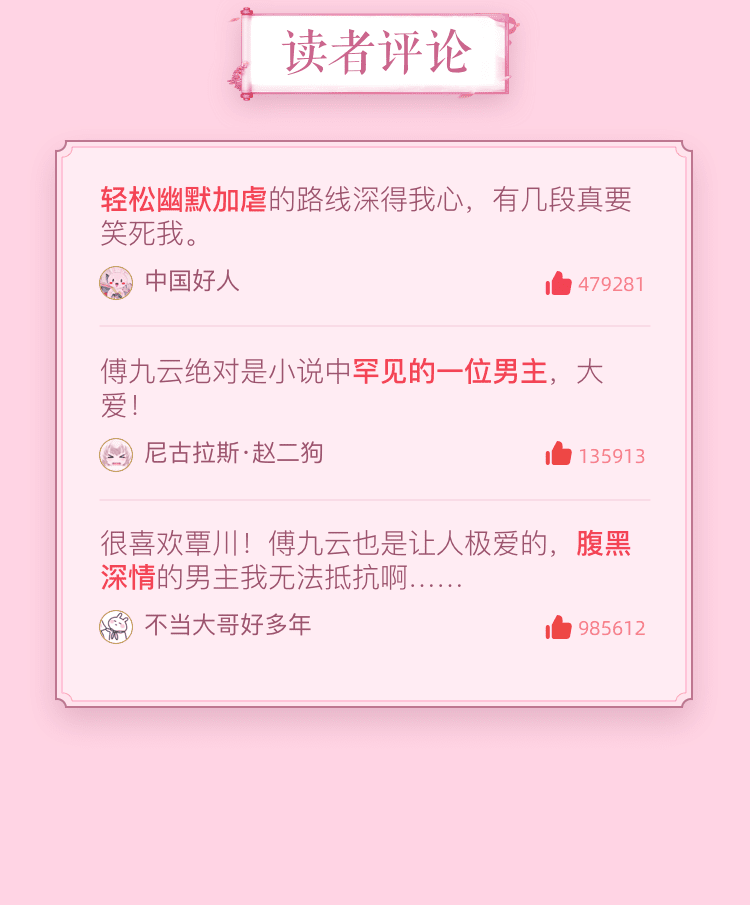 读者评论
轻松幽默加虐的路线深得我心，有几段真要
笑死我。
中国好人
479281
傅九云绝对是小说中罕见的一位男主，大
爱！
尼古拉斯·赵二狗
135913
很喜欢覃川！傅九云也是让人极爱的，腹黑
深情的男主我无法抵抗啊……
不当大哥好多年
985612